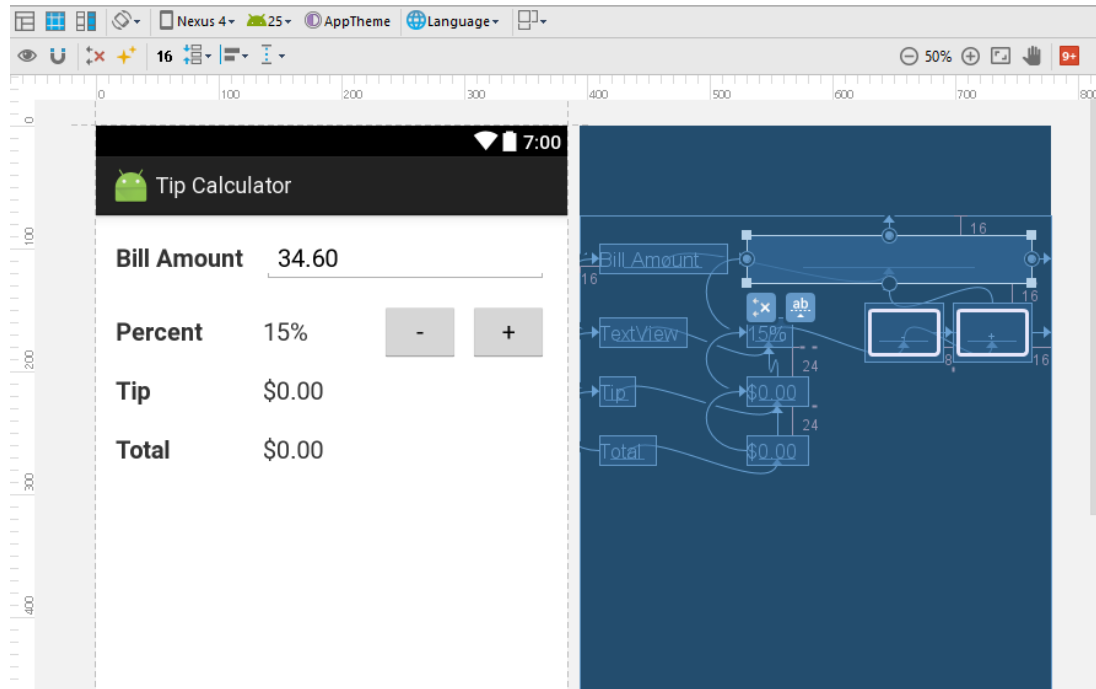 Nexus 4 25 AppTheme Language
16 50% 9+
0 100 200 300 400 500 600 700 800
0
100
200
300
400
7:00
Tip Calculator
Bill Amount 34.60
Percent 15% - +
Tip $0.00
Total $0.00
16
Bill Amount
16
ab
16
TextView 15% - +
24 8 16
Tip $0.00
24
Total $0.00